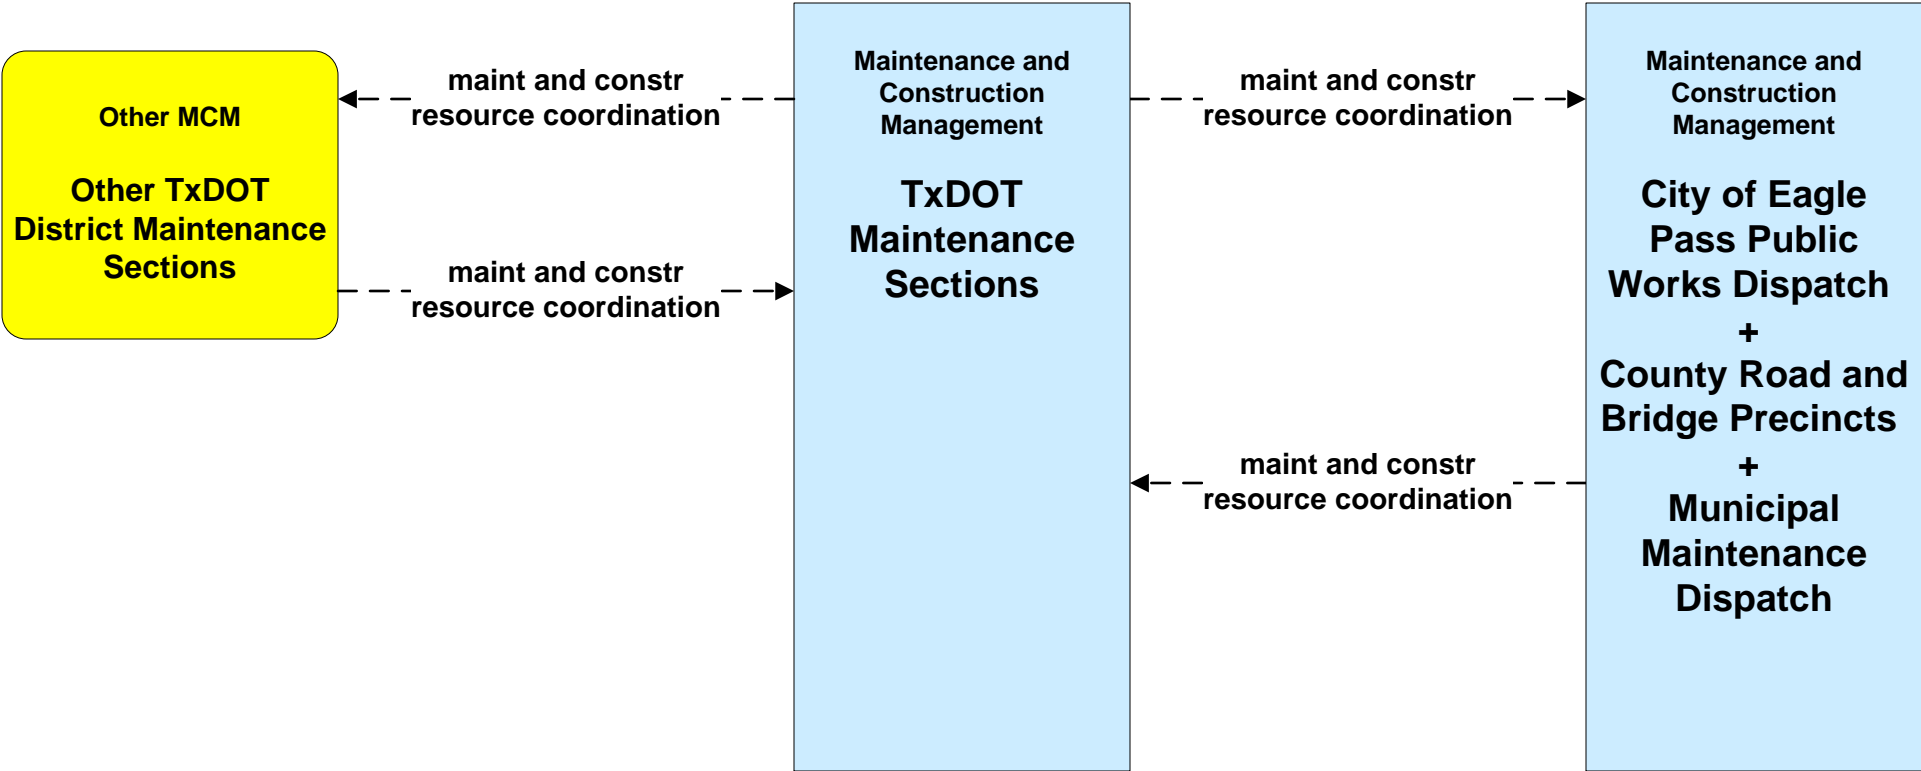 Other MCM
Other TxDOT
District Maintenance
Sections
maint and constr
resource coordination
maint and constr
resource coordination
Maintenance and
Construction
Management
TxDOT
Maintenance
Sections
maint and constr
resource coordination
maint and constr
resource coordination
Maintenance and
Construction
Management
City of Eagle
Pass Public
Works Dispatch
+
County Road and
Bridge Precincts
+
Municipal
Maintenance
Dispatch